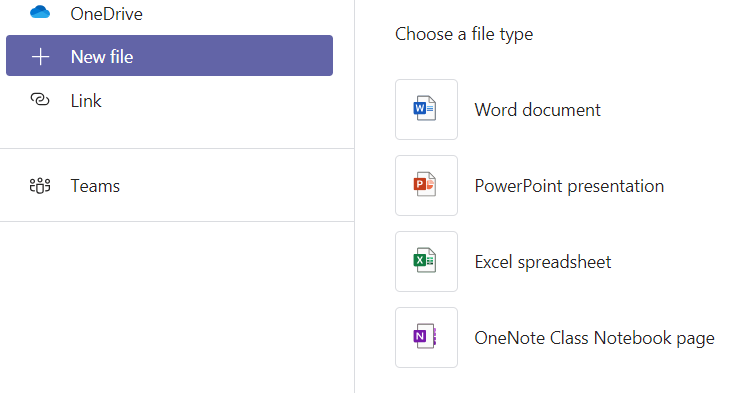 OneDrive
New file
Link
Teams
Choose a file type
W Word document
P PowerPoint presentation
X Excel spreadsheet
N OneNote Class Notebook page